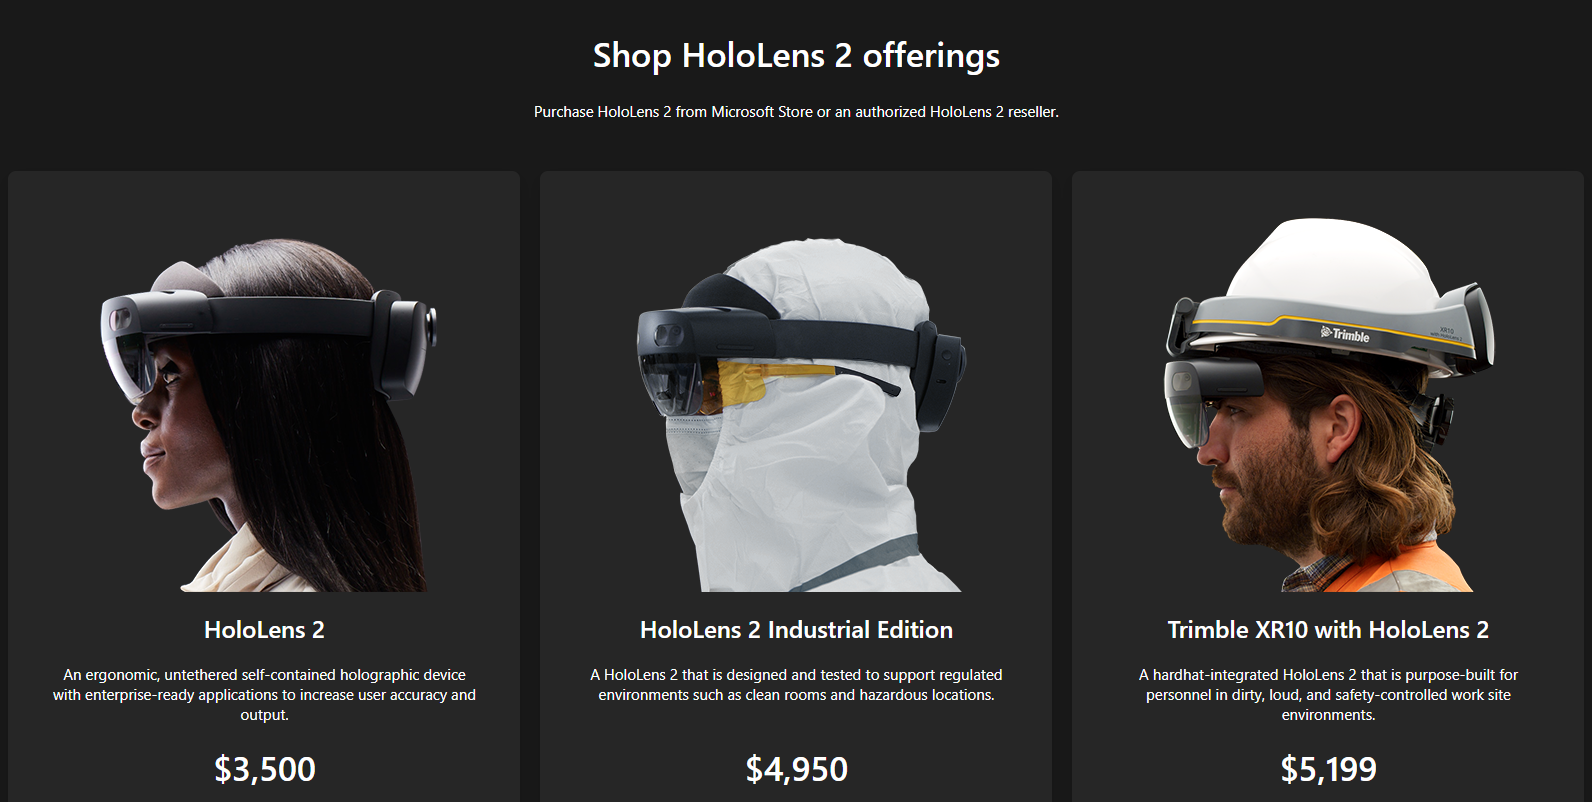 Shop HoloLens 2 offerings
Purchase HoloLens 2 from Microsoft Store or an authorized HoloLens 2 reseller.
Trimble
XR10
with HoloLens 2
HoloLens 2
An ergonomic, untethered self-contained holographic device
with enterprise-ready applications to increase user accuracy and
output.
$3,500
HoloLens 2 Industrial Edition
A HoloLens 2 that is designed and tested to support regulated
environments such as clean rooms and hazardous locations.
$4,950
Trimble XR10 with HoloLens 2
A hardhat-integrated HoloLens 2 that is purpose-built for
personnel in dirty, loud, and safety-controlled work site
environments.
$5,199